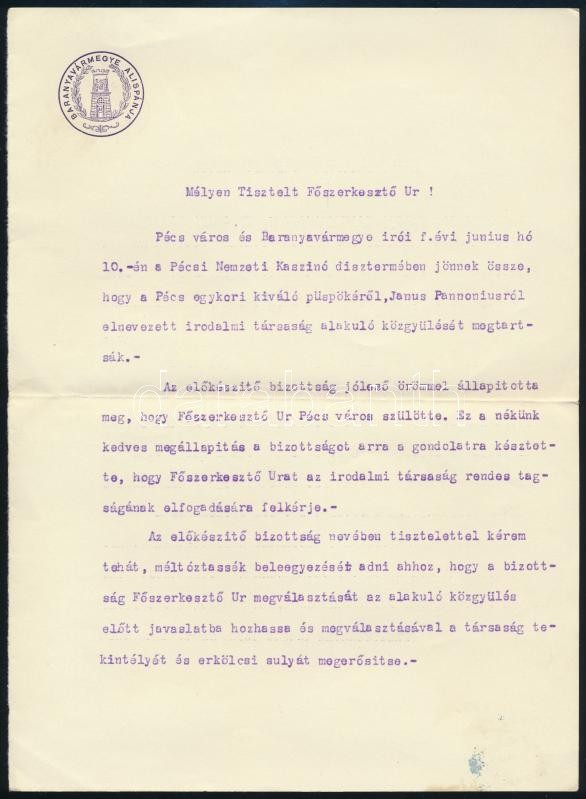 BARANYAVÁRMEGYE ALISPÁNJA
Mélyen Tisztelt Főszerkesztő Ur !
Pécs város és Baranyavármegye irói f.évi junius hó
10.-én a Pécsi Nemzeti Kaszinó disztermében jönnek össze,
hogy a Pécs egykori kiváló püspökéről,Janus Pannoniusról
elnevezett irodalmi társaság alakuló közgyülését megtart-
sák.-
Az előkészitő bizottság jóleső örömmel állapitotta
meg, hogy Főszerkesztő Ur Pécs város szülötte. Ez a nékünk
kedves megállapitás a bizottságot arra a gondolatra késztet-
te, hogy Főszerkesztő Urat az irodalmi társaság rendes tag-
ságának elfogadására felkérje.-
Az előkészitő bizottság nevében tisztelettel kérem
tehát, méltóztassék beleegyezését adni ahhoz, hogy a bizott-
ság Főszerkesztő Ur megválasztását az alakuló közgyülés
előtt javaslatba hozhassa és megválasztásával a társaság te-
kintélyét és erkölcsi sulyát megerősitse.-